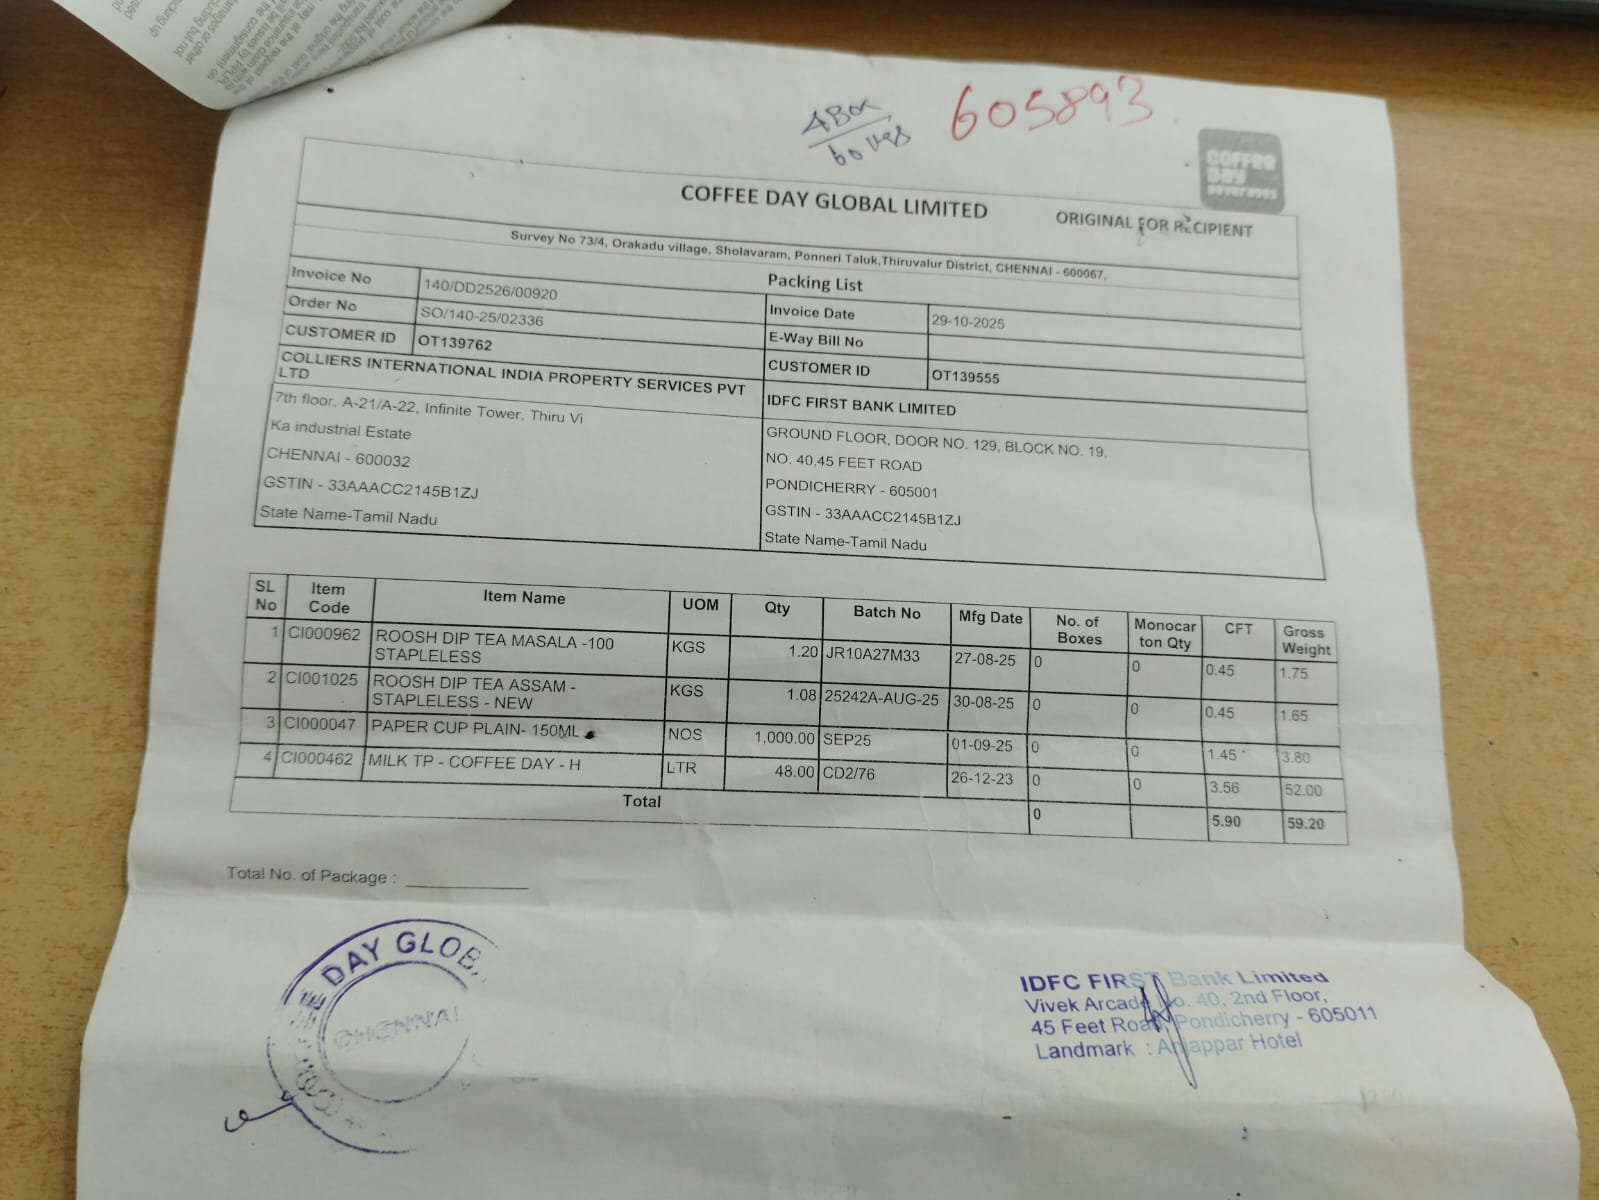 4 Box
60 kgs
605893
COFFEE
DAY
beverages
COFFEE DAY GLOBAL LIMITED
ORIGINAL FOR RECIPIENT
Survey No 73/4, Orakadu village, Sholavaram, Ponneri Taluk,Thiruvalur District, CHENNAI - 600067,
Packing List
Invoice No 140/DD2526/00920 Invoice Date 29-10-2025
Order No SO/140-25/02336 E-Way Bill No
CUSTOMER ID OT139762 CUSTOMER ID OT139555
COLLIERS INTERNATIONAL INDIA PROPERTY SERVICES PVT
LTD
7th floor, A-21/A-22, Infinite Tower, Thiru Vi
Ka industrial Estate
CHENNAI - 600032
GSTIN - 33AAACC2145B1ZJ
State Name-Tamil Nadu
IDFC FIRST BANK LIMITED
GROUND FLOOR, DOOR NO. 129, BLOCK NO. 19,
NO. 40,45 FEET ROAD
PONDICHERRY - 605001
GSTIN - 33AAACC2145B1ZJ
State Name-Tamil Nadu
SL No Item Code Item Name UOM Qty Batch No Mfg Date No. of Boxes Monocar ton Qty CFT Gross Weight
1 CI000962 ROOSH DIP TEA MASALA -100 STAPLELESS KGS 1.20 JR10A27M33 27-08-25 0 0 0.45 1.75
2 CI001025 ROOSH DIP TEA ASSAM - STAPLELESS - NEW KGS 1.08 25242A-AUG-25 30-08-25 0 0 0.45 1.65
3 CI000047 PAPER CUP PLAIN- 150ML NOS 1,000.00 SEP25 01-09-25 0 0 1.45 3.80
4 CI000462 MILK TP - COFFEE DAY - H LTR 48.00 CD2/76 26-12-23 0 0 3.56 52.00
Total 0 5.90 59.20
Total No. of Package :
DAY GLOB
CHENNAI
IDFC FIRST Bank Limited
Vivek Arcade No. 40, 2nd Floor,
45 Feet Road, Pondicherry - 605011
Landmark : Anjappar Hotel